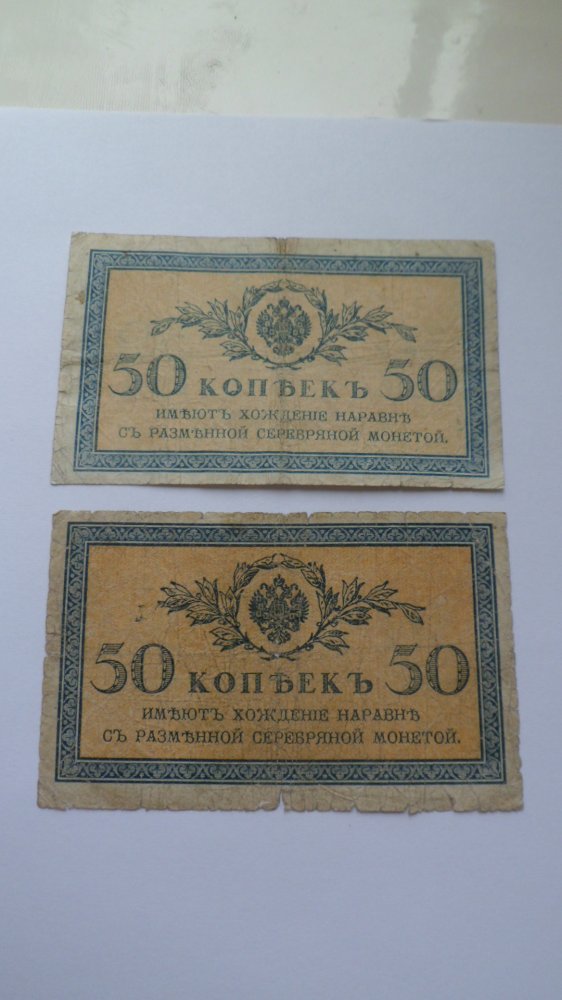 50 КОПѢЕКЪ 50
ИМѢЮТЪ ХОЖДЕНІЕ НАРАВНѢ
СЪ РАЗМѢННОЙ СЕРЕБРЯНОЙ МОНЕТОЙ.
50 КОПѢЕКЪ 50
ИМѢЮТЪ ХОЖДЕНІЕ НАРАВНѢ
СЪ РАЗМѢННОЙ СЕРЕБРЯНОЙ МОНЕТОЙ.